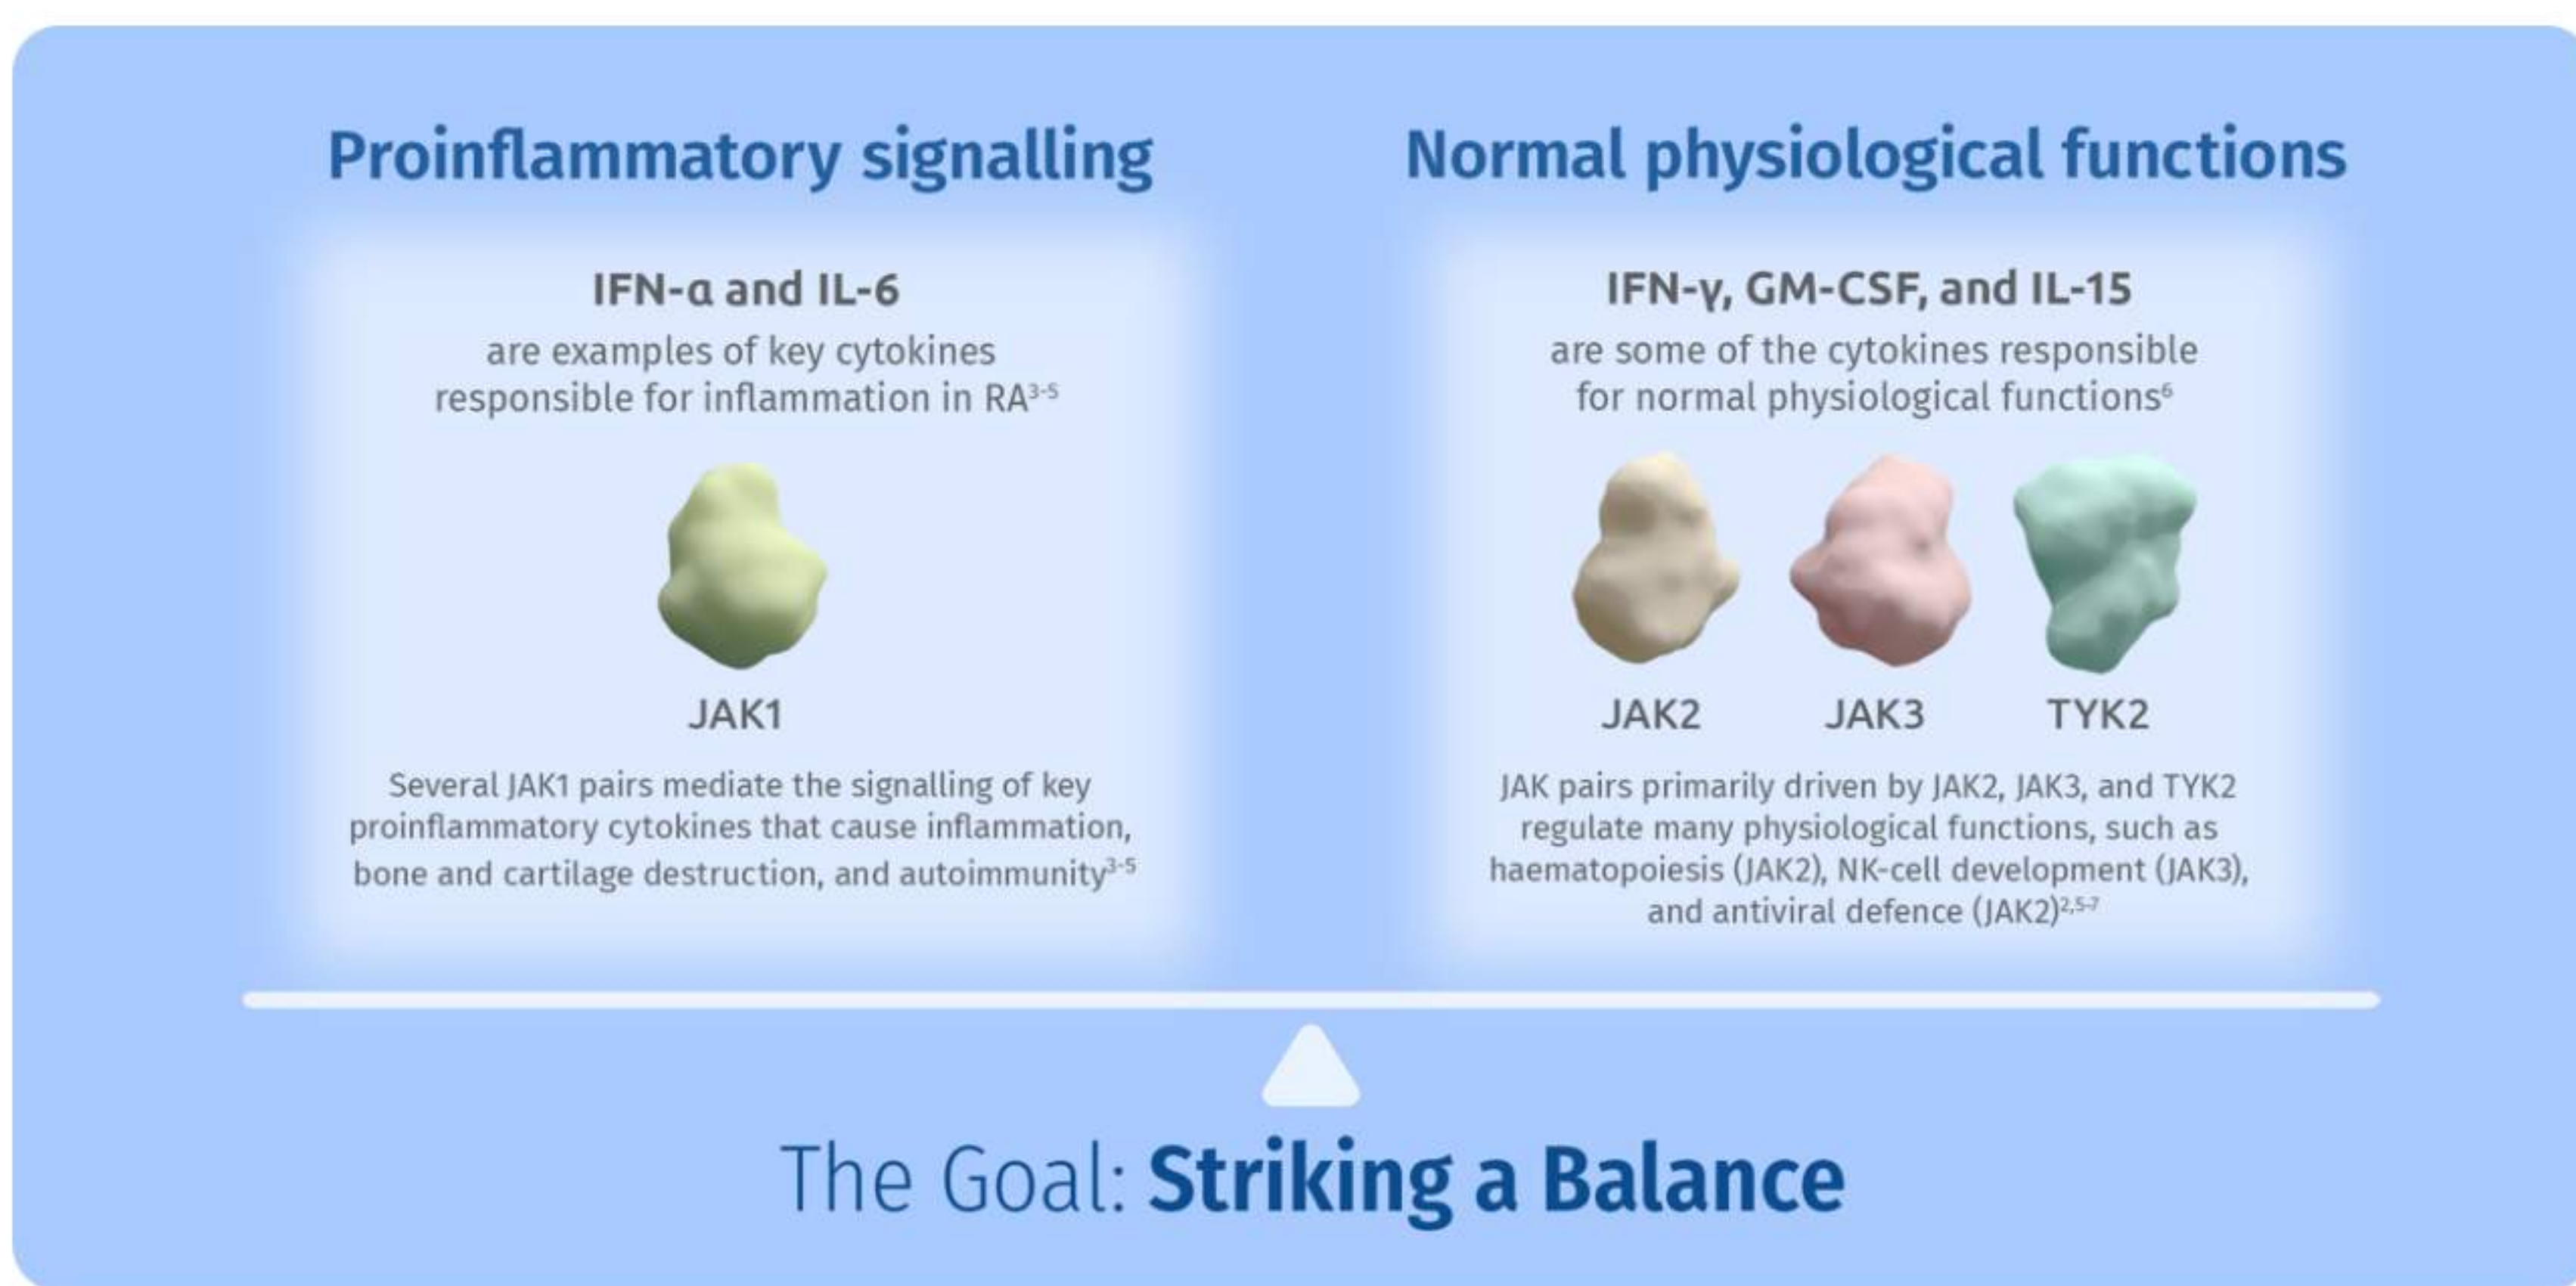 Proinflammatory signalling
IFN-α and IL-6
are examples of key cytokines
responsible for inflammation in RA³⁻⁵
JAK1
Several JAK1 pairs mediate the signalling of key
proinflammatory cytokines that cause inflammation,
bone and cartilage destruction, and autoimmunity³⁻⁵
Normal physiological functions
IFN-γ, GM-CSF, and IL-15
are some of the cytokines responsible
for normal physiological functions⁶
JAK2 JAK3 TYK2
JAK pairs primarily driven by JAK2, JAK3, and TYK2
regulate many physiological functions, such as
haematopoiesis (JAK2), NK-cell development (JAK3),
and antiviral defence (JAK2)²,⁵⁻⁷
The Goal: Striking a Balance